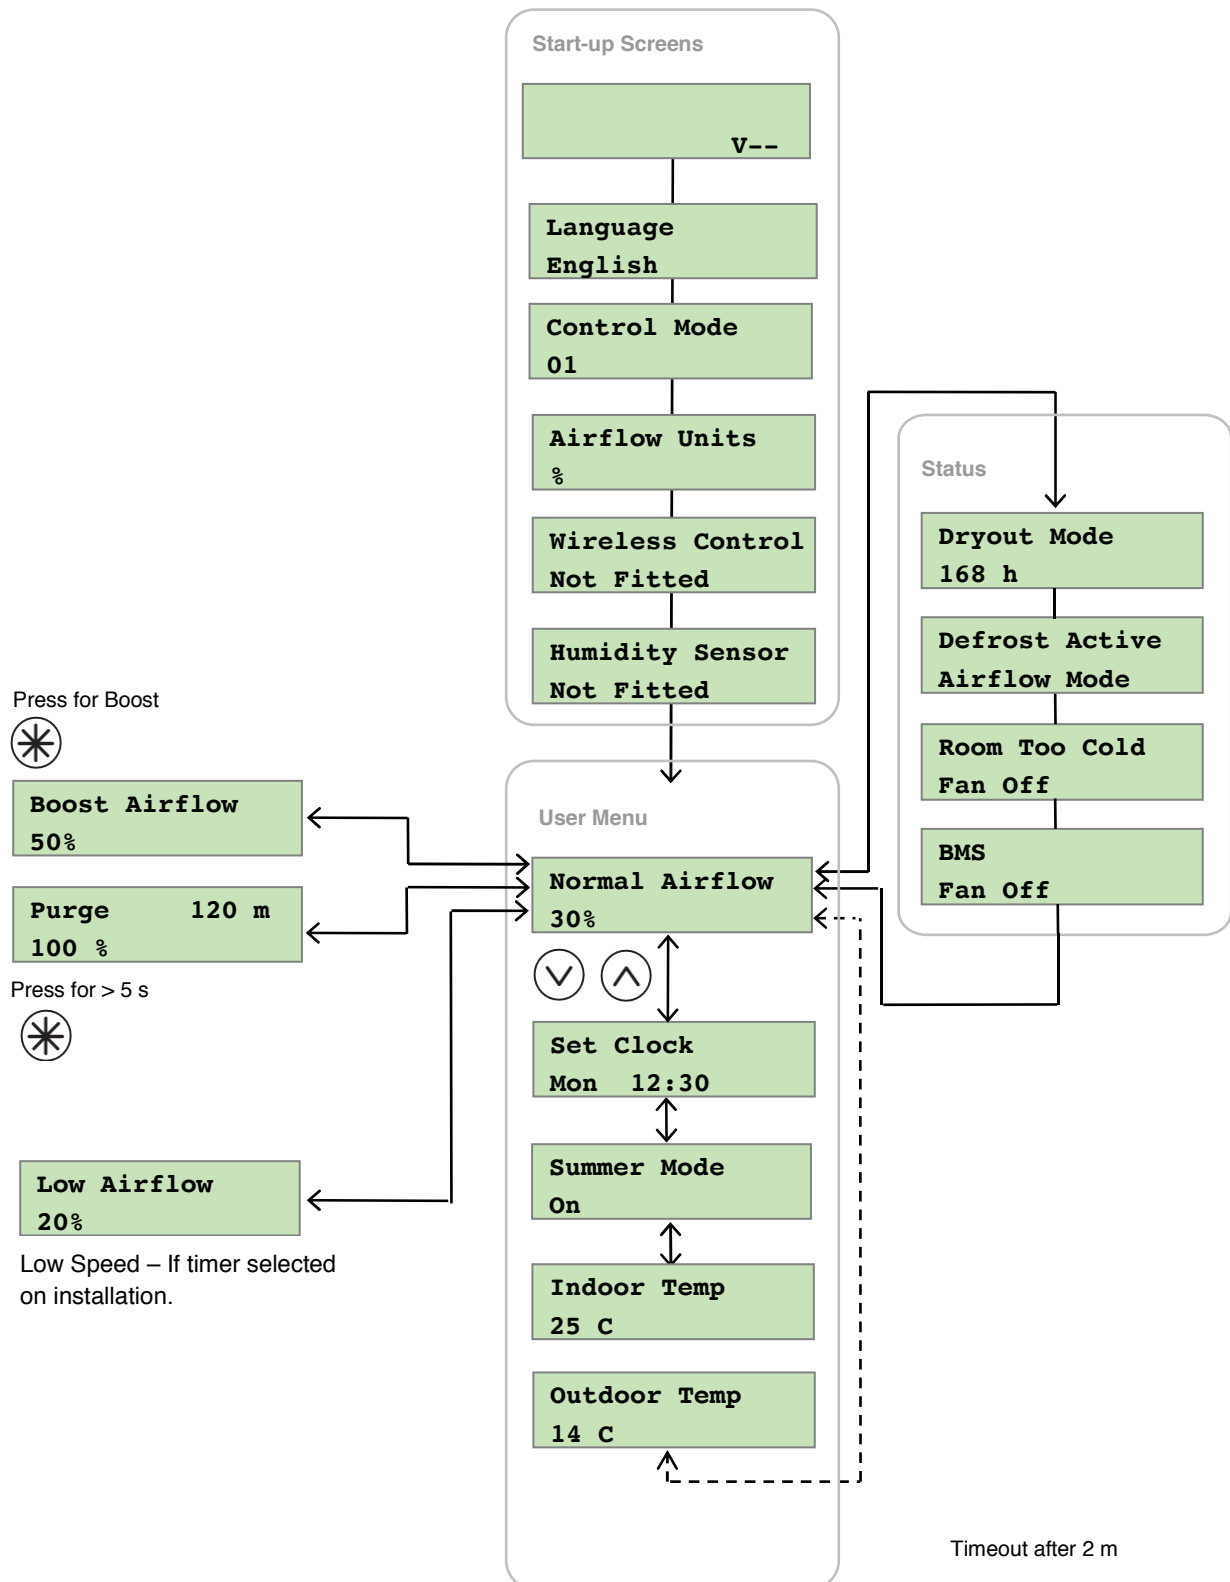 Start-up Screens
V--
Language
English
Control Mode
01
Airflow Units
%
Wireless Control
Not Fitted
Humidity Sensor
Not Fitted
Status
Dryout Mode
168 h
Defrost Active
Airflow Mode
Room Too Cold
Fan Off
BMS
Fan Off
Press for Boost
Boost Airflow
50%
Purge 120 m
100 %
Press for > 5 s
Low Airflow
20%
Low Speed – If timer selected
on installation.
User Menu
Normal Airflow
30%
Set Clock
Mon 12:30
Summer Mode
On
Indoor Temp
25 C
Outdoor Temp
14 C
Timeout after 2 m